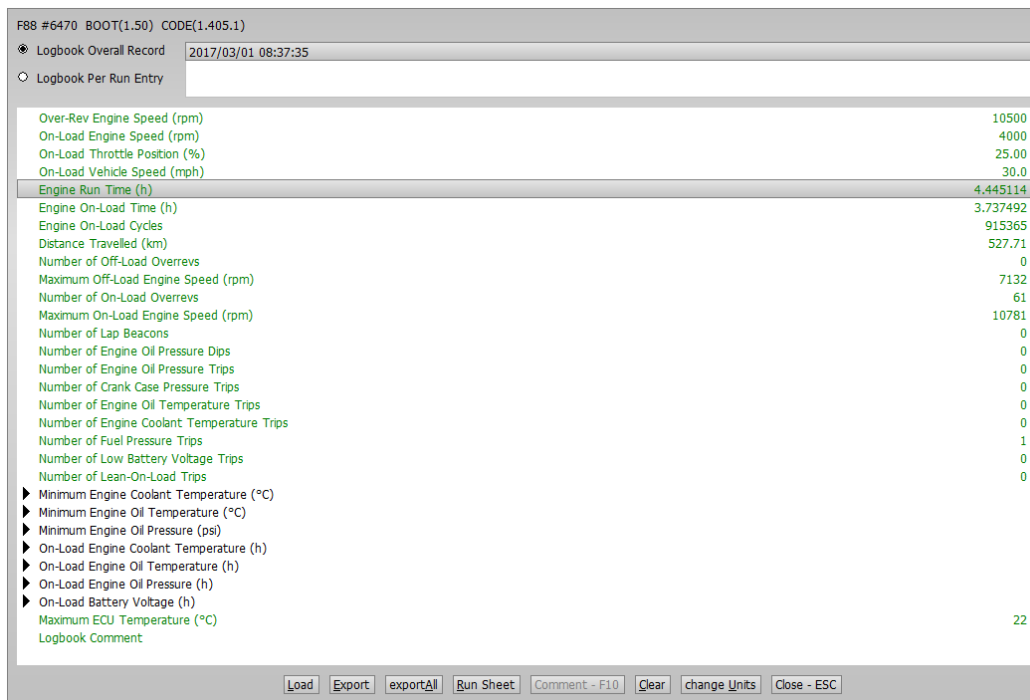 F88 #6470 BOOT(1.50) CODE(1.405.1)
Logbook Overall Record 2017/03/01 08:37:35
Logbook Per Run Entry
Over-Rev Engine Speed (rpm) 10500
On-Load Engine Speed (rpm) 4000
On-Load Throttle Position (%) 25.00
On-Load Vehicle Speed (mph) 30.0
Engine Run Time (h) 4.445114
Engine On-Load Time (h) 3.737492
Engine On-Load Cycles 915365
Distance Travelled (km) 527.71
Number of Off-Load Overrevs 0
Maximum Off-Load Engine Speed (rpm) 7132
Number of On-Load Overrevs 61
Maximum On-Load Engine Speed (rpm) 10781
Number of Lap Beacons 0
Number of Engine Oil Pressure Dips 0
Number of Engine Oil Pressure Trips 0
Number of Crank Case Pressure Trips 0
Number of Engine Oil Temperature Trips 0
Number of Engine Coolant Temperature Trips 0
Number of Fuel Pressure Trips 1
Number of Low Battery Voltage Trips 0
Number of Lean-On-Load Trips 0
Minimum Engine Coolant Temperature (°C)
Minimum Engine Oil Temperature (°C)
Minimum Engine Oil Pressure (psi)
On-Load Engine Coolant Temperature (h)
On-Load Engine Oil Temperature (h)
On-Load Engine Oil Pressure (h)
On-Load Battery Voltage (h)
Maximum ECU Temperature (°C) 22
Logbook Comment
Load Export exportAll Run Sheet Comment - F10 Clear change Units Close - ESC